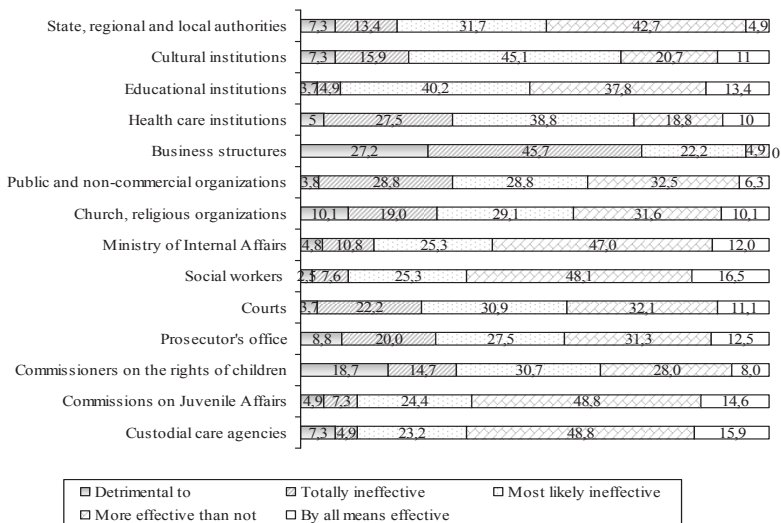 State, regional and local authorities 7,3 13,4 31,7 42,7 4,9
Cultural institutions 7,3 15,9 45,1 20,7 11
Educational institutions 3,7 4,9 40,2 37,8 13,4
Health care institutions 5 27,5 38,8 18,8 10
Business structures 27,2 45,7 22,2 4,9 0
Public and non-commercial organizations 3,8 28,8 28,8 32,5 6,3
Church, religious organizations 10,1 19,0 29,1 31,6 10,1
Ministry of Internal Affairs 4,8 10,8 25,3 47,0 12,0
Social workers 2,5 7,6 25,3 48,1 16,5
Courts 3,7 22,2 30,9 32,1 11,1
Prosecutor's office 8,8 20,0 27,5 31,3 12,5
Commissioners on the rights of children 18,7 14,7 30,7 28,0 8,0
Commissions on Juvenile Affairs 4,9 7,3 24,4 48,8 14,6
Custodial care agencies 7,3 4,9 23,2 48,8 15,9
Detrimental to Totally ineffective Most likely ineffective
More effective than not By all means effective